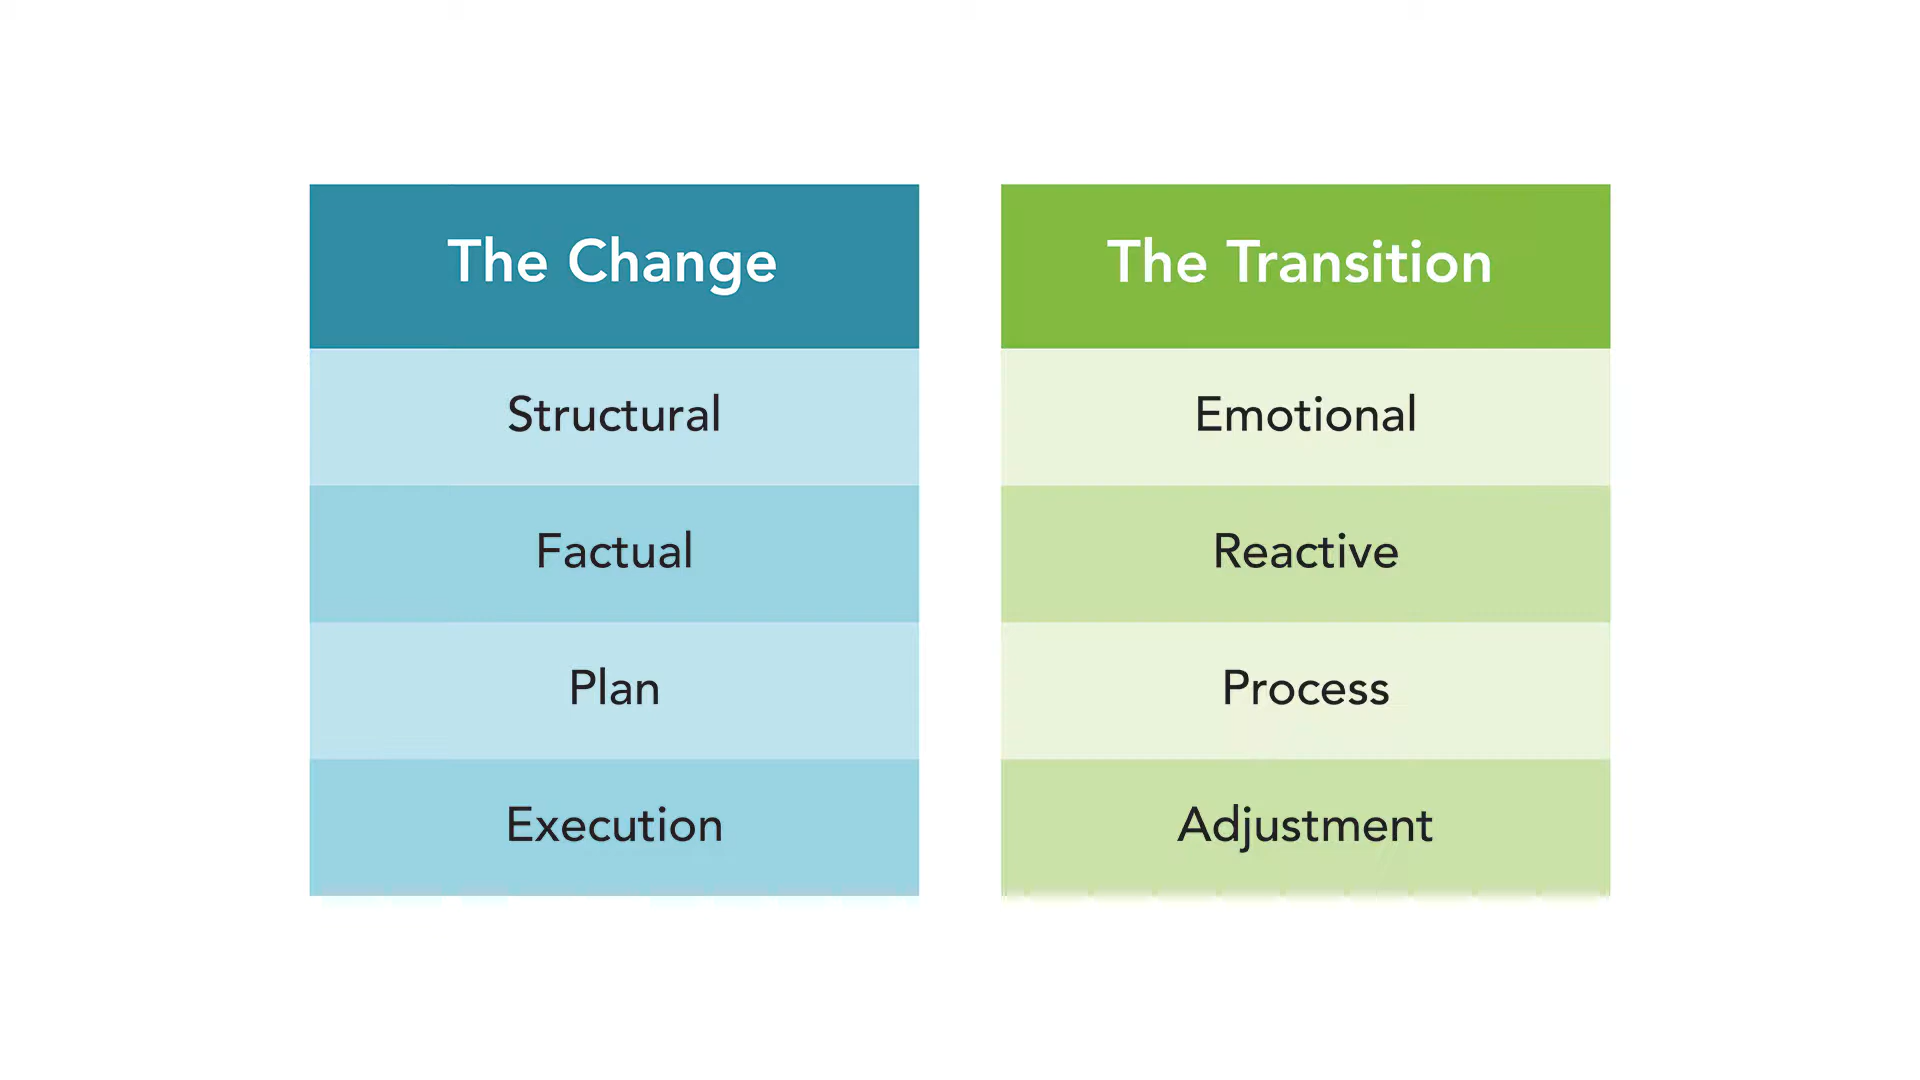 The Change
Structural
Factual
Plan
Execution
The Transition
Emotional
Reactive
Process
Adjustment